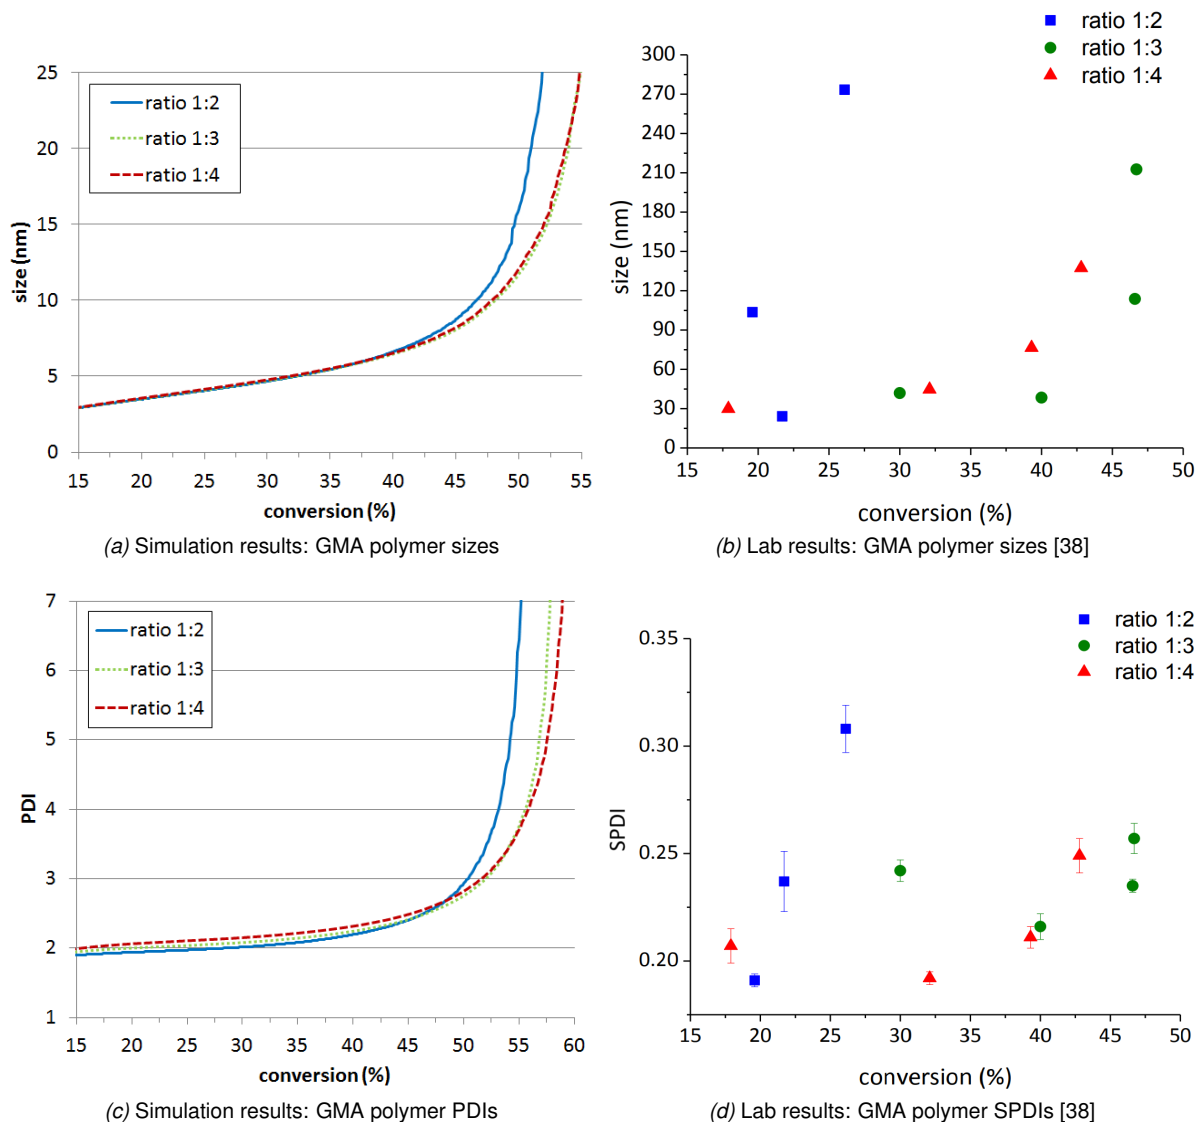 25
20
15
10
5
0
size (nm)
ratio 1:2
ratio 1:3
ratio 1:4
15 20 25 30 35 40 45 50 55
conversion (%)
(a) Simulation results: GMA polymer sizes
ratio 1:2
ratio 1:3
ratio 1:4
300
270
240
210
180
150
120
90
60
30
0
size (nm)
15 20 25 30 35 40 45 50
conversion (%)
(b) Lab results: GMA polymer sizes [38]
7
6
5
4
3
2
1
PDI
ratio 1:2
ratio 1:3
ratio 1:4
15 20 25 30 35 40 45 50 55 60
conversion (%)
(c) Simulation results: GMA polymer PDIs
ratio 1:2
ratio 1:3
ratio 1:4
0.35
0.30
0.25
0.20
SPDI
15 20 25 30 35 40 45 50
conversion (%)
(d) Lab results: GMA polymer SPDIs [38]